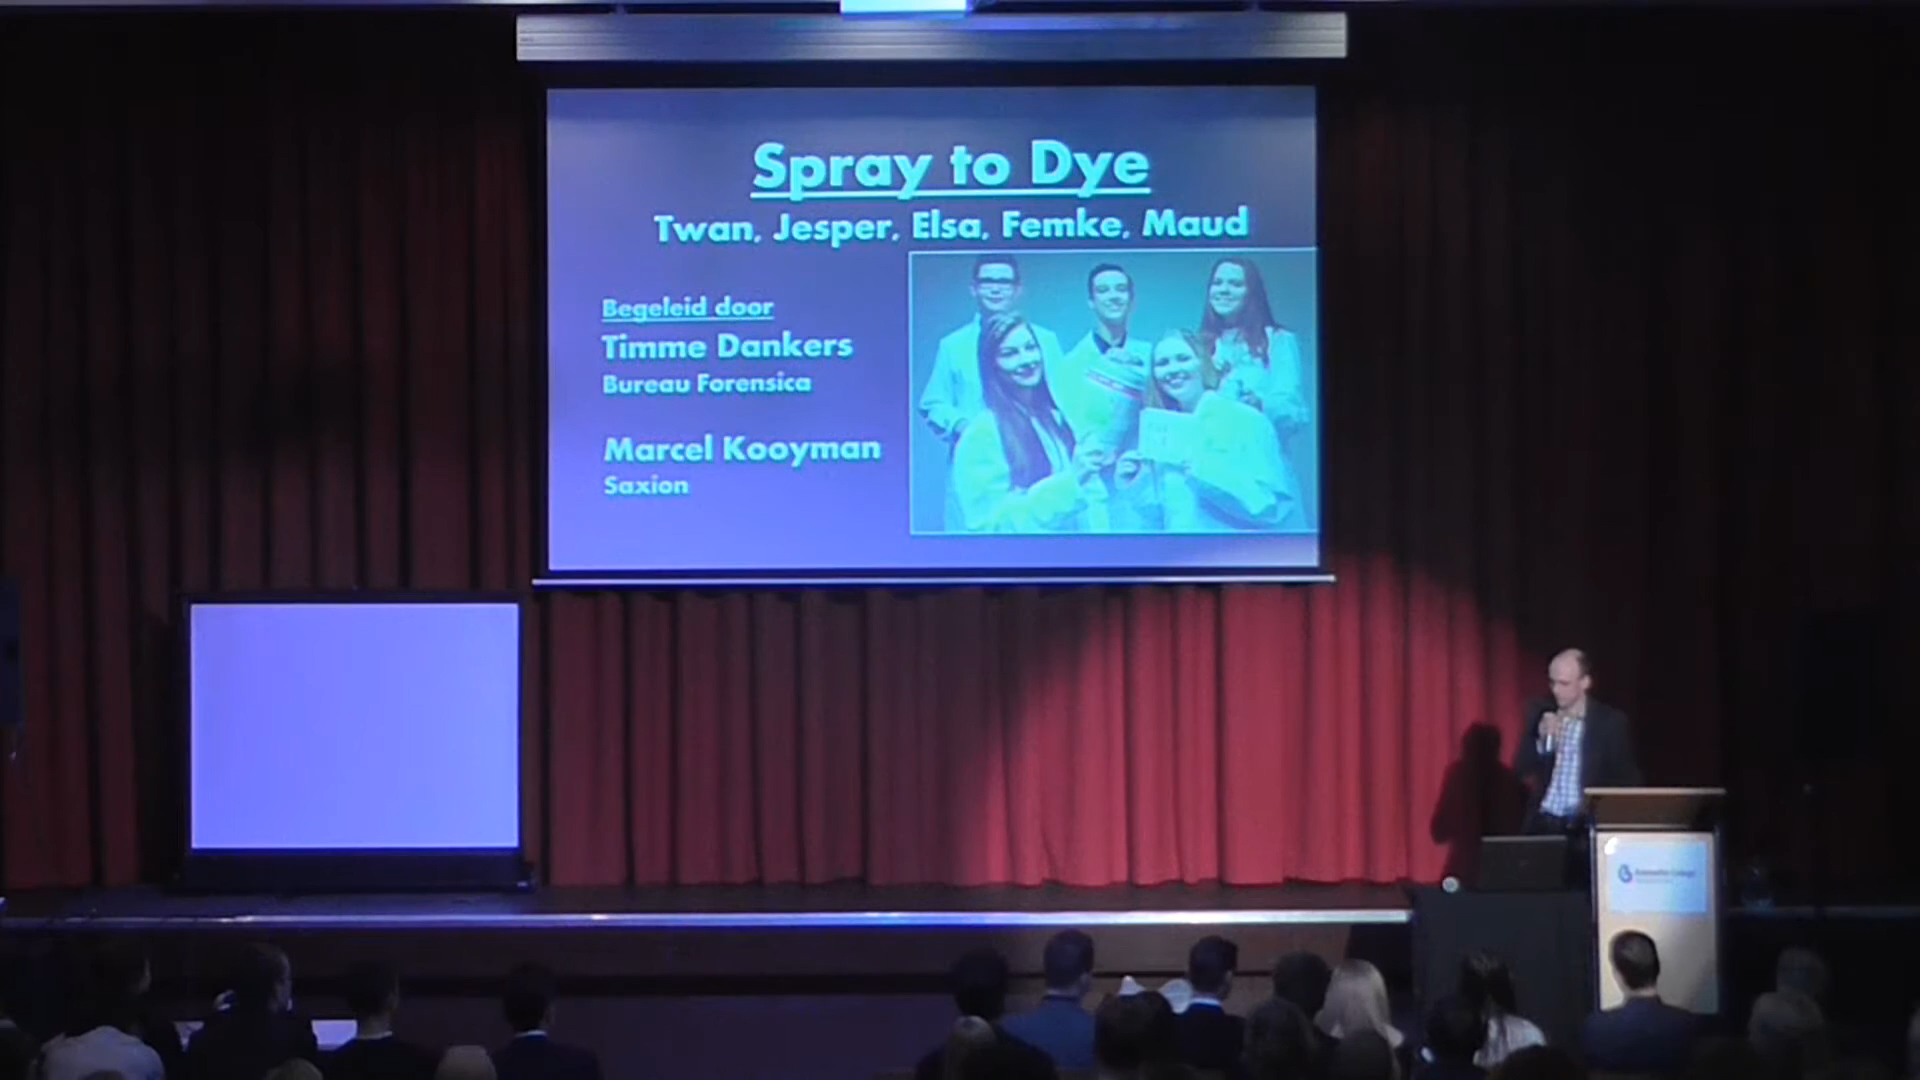 Spray to Dye
Twan, Jesper, Elsa, Femke, Maud
Begeleid door
Timme Dankers
Bureau Forensica
Marcel Kooyman
Saxion